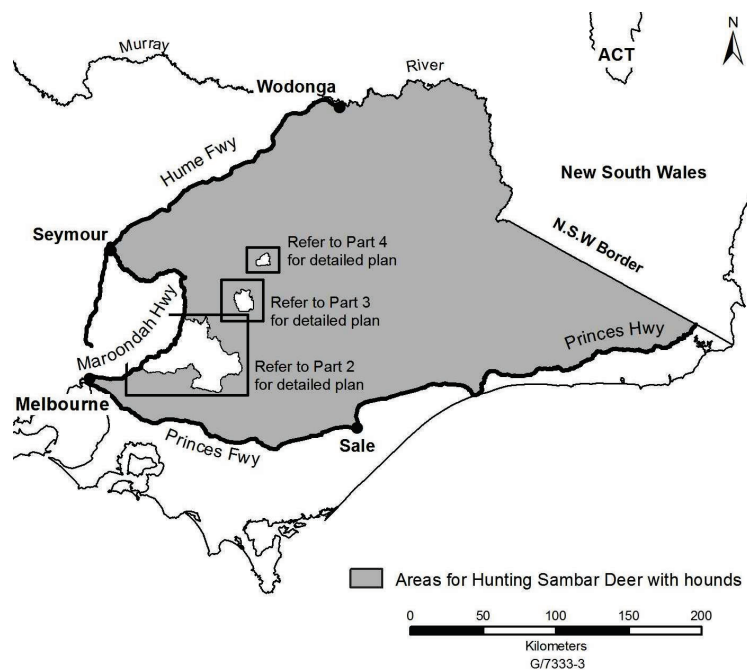 N
Murray
ACT
River
Wodonga
Hume Fwy
New South Wales
Seymour
Refer to Part 4
for detailed plan
N.S.W Border
Refer to Part 3
for detailed plan
Maroondah Hwy
Princes Hwy
Refer to Part 2
for detailed plan
Melbourne
Princes Fwy
Sale
Areas for Hunting Sambar Deer with hounds
0 50 100 150 200
Kilometers
G/7333-3